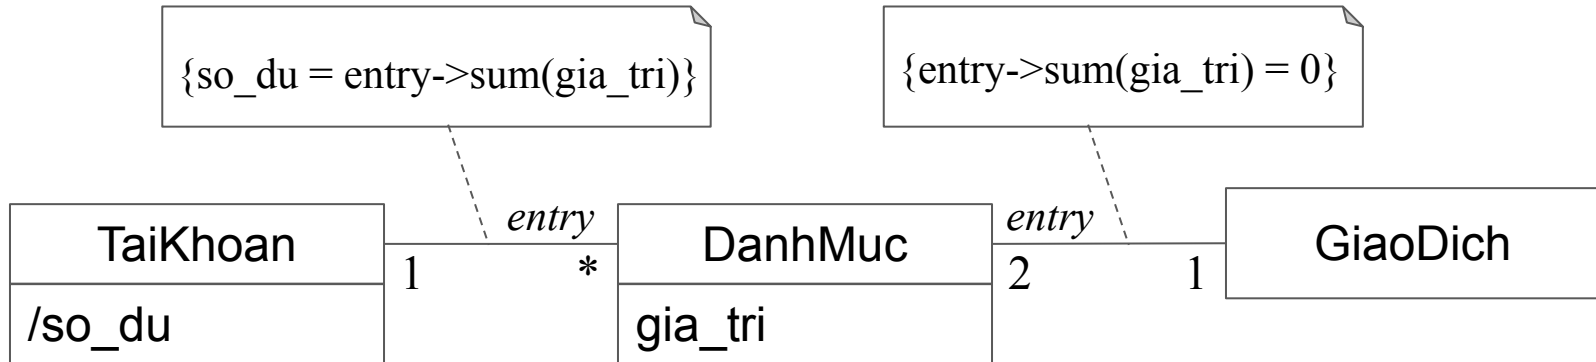 {so_du = entry->sum(gia_tri)}
{entry->sum(gia_tri) = 0}
TaiKhoan
/so_du
1
entry
*
DanhMuc
gia_tri
entry
2
1
GiaoDich